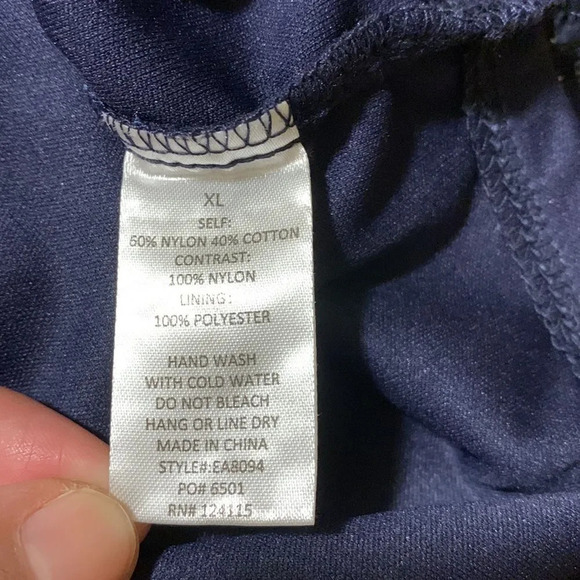 XL
SELF:
60% NYLON 40% COTTON
CONTRAST:
100% NYLON
LINING:
100% POLYESTER
HAND WASH
WITH COLD WATER
DO NOT BLEACH
HANG OR LINE DRY
MADE IN CHINA
STYLE#:EA8094
PO# 6501
RN# 124115